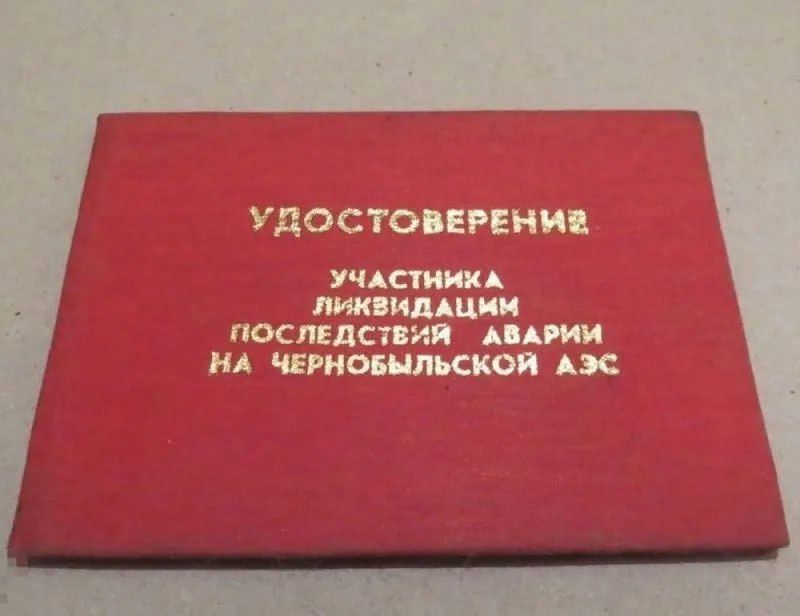 УДОСТОВЕРЕНИЕ
УЧАСТНИКА
ЛИКВИДАЦИИ
ПОСЛЕДСТВИЙ АВАРИИ
НА ЧЕРНОБЫЛЬСКОЙ АЭС